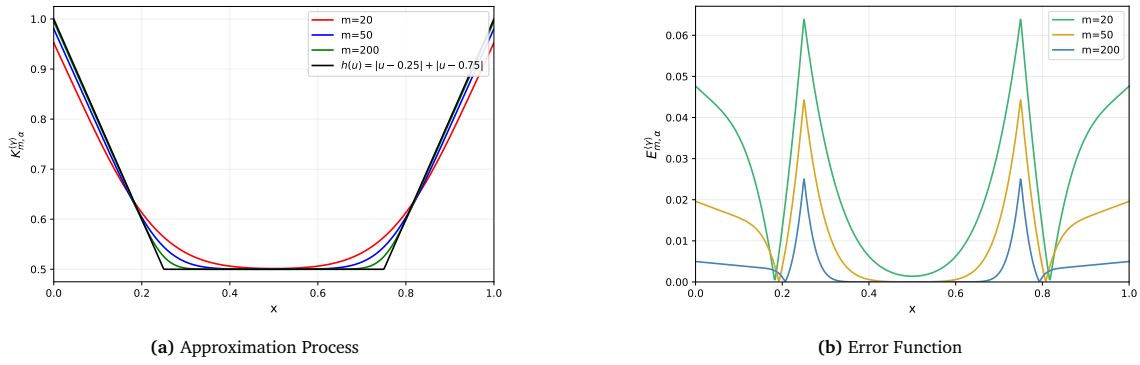 1.0
0.9
0.8
0.7
0.6
0.5
K_{m,α}^{(γ)}
0.0 0.2 0.4 0.6 0.8 1.0
x
m=20
m=50
m=200
h(u) = |u − 0.25| + |u − 0.75|
(a) Approximation Process
0.06
0.05
0.04
0.03
0.02
0.01
0.00
E_{m,α}^{(γ)}
0.0 0.2 0.4 0.6 0.8 1.0
x
m=20
m=50
m=200
(b) Error Function